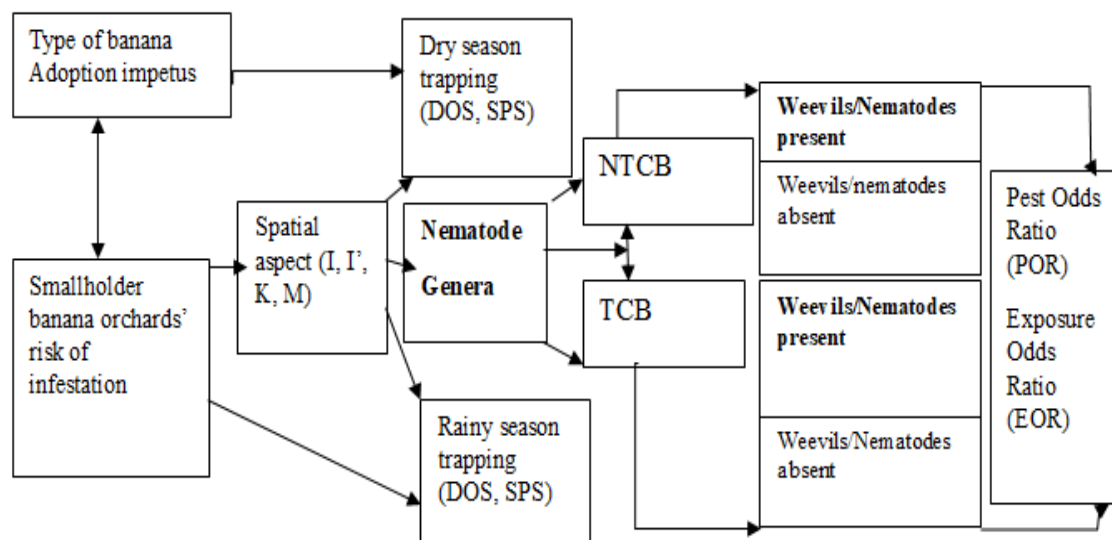 Type of banana
Adoption impetus
Dry season
trapping
(DOS, SPS)
Smallholder
banana orchards’
risk of
infestation
Spatial
aspect (I, I’,
K, M)
Nematode
Genera
Rainy season
trapping
(DOS, SPS)
NTCB
TCB
Weevils/Nematodes
present
Weevils/nematodes
absent
Weevils/Nematodes
present
Weevils/Nematodes
absent
Pest Odds
Ratio
(POR)
Exposure
Odds
Ratio
(EOR)